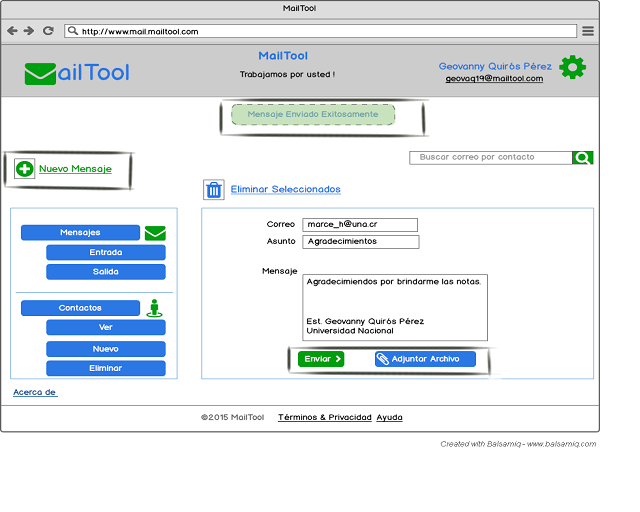 MailTool
http://www.mail.mailtool.com
ailTool
MailTool
Trabajamos por usted !
Geovanny Quirós Pérez
geovaq19@mailtool.com
Mensaje Enviado Exitosamente
Buscar correo por contacto
Nuevo Mensaje
Eliminar Seleccionados
Mensajes
Entrada
Salida
Contactos
Ver
Nuevo
Eliminar
Correo marce_h@una.cr
Asunto Agradecimientos
Mensaje
Agradecimiendos por brindarme las notas.
Est. Geovanny Quirós Pérez
Universidad Nacional
Enviar
Adjuntar Archivo
Acerca de
©2015 MailTool Términos & Privacidad Ayuda
Created with Balsamiq - www.balsamiq.com